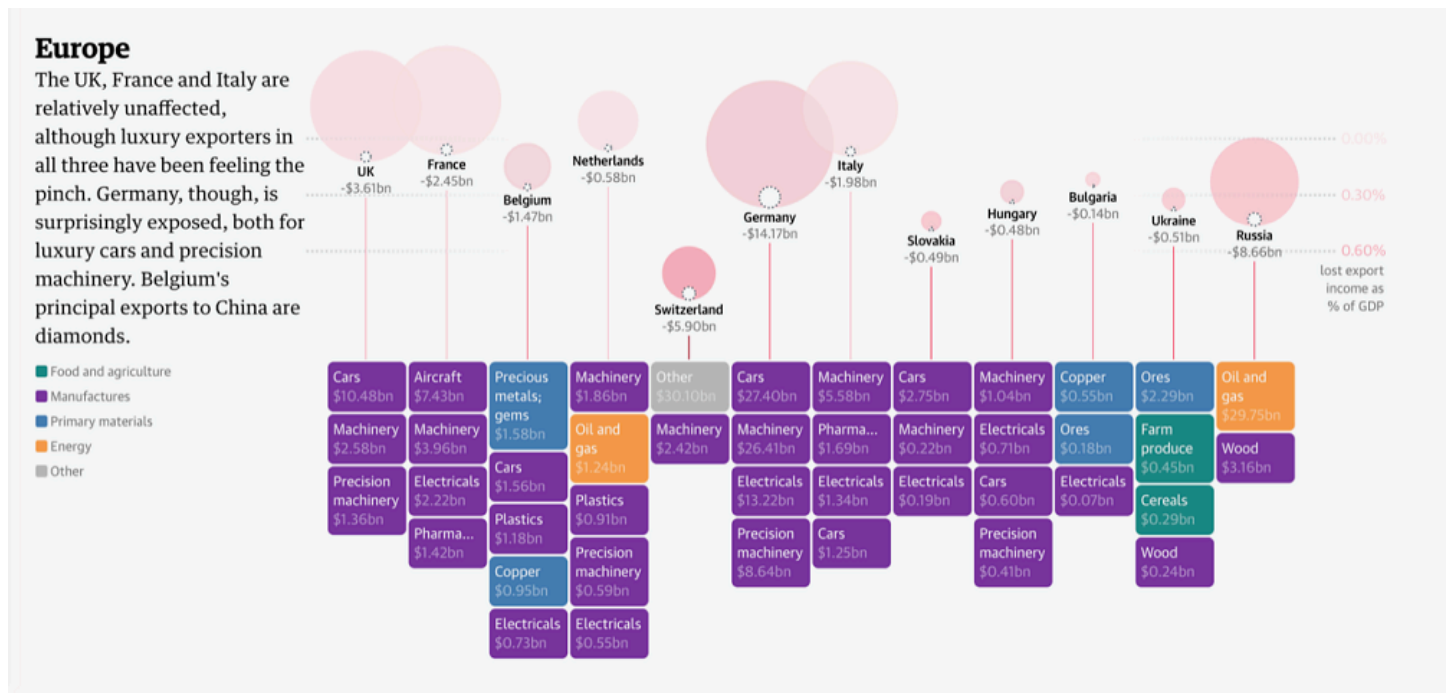 Europe
The UK, France and Italy are
relatively unaffected,
although luxury exporters in
all three have been feeling the
pinch. Germany, though, is
surprisingly exposed, both for
luxury cars and precision
machinery. Belgium's
principal exports to China are
diamonds.
Food and agriculture
Manufactures
Primary materials
Energy
Other
UK
-$3.61bn
France
-$2.45bn
Belgium
-$1.47bn
Netherlands
-$0.58bn
Switzerland
-$5.90bn
Germany
-$14.17bn
Italy
-$1.98bn
Slovakia
-$0.49bn
Hungary
-$0.48bn
Bulgaria
-$0.14bn
Ukraine
-$0.51bn
Russia
-$8.66bn
0.00%
0.30%
0.60%
lost export
income as
% of GDP
Cars
$10.48bn
Machinery
$2.58bn
Precision
machinery
$1.36bn
Aircraft
$7.43bn
Machinery
$3.96bn
Electricals
$2.22bn
Pharma...
$1.42bn
Precious
metals;
gems
$1.58bn
Cars
$1.56bn
Plastics
$1.18bn
Copper
$0.95bn
Electricals
$0.73bn
Machinery
$1.86bn
Oil and
gas
$1.24bn
Plastics
$0.91bn
Precision
machinery
$0.59bn
Electricals
$0.55bn
Other
$30.10bn
Machinery
$2.42bn
Cars
$27.40bn
Machinery
$26.41bn
Electricals
$13.22bn
Precision
machinery
$8.64bn
Machinery
$5.58bn
Pharma...
$1.69bn
Electricals
$1.34bn
Cars
$1.25bn
Cars
$2.75bn
Machinery
$0.22bn
Electricals
$0.19bn
Machinery
$1.04bn
Electricals
$0.71bn
Cars
$0.60bn
Precision
machinery
$0.41bn
Copper
$0.55bn
Ores
$0.18bn
Electricals
$0.07bn
Ores
$2.29bn
Farm
produce
$0.45bn
Cereals
$0.29bn
Wood
$0.24bn
Oil and
gas
$29.75bn
Wood
$3.16bn